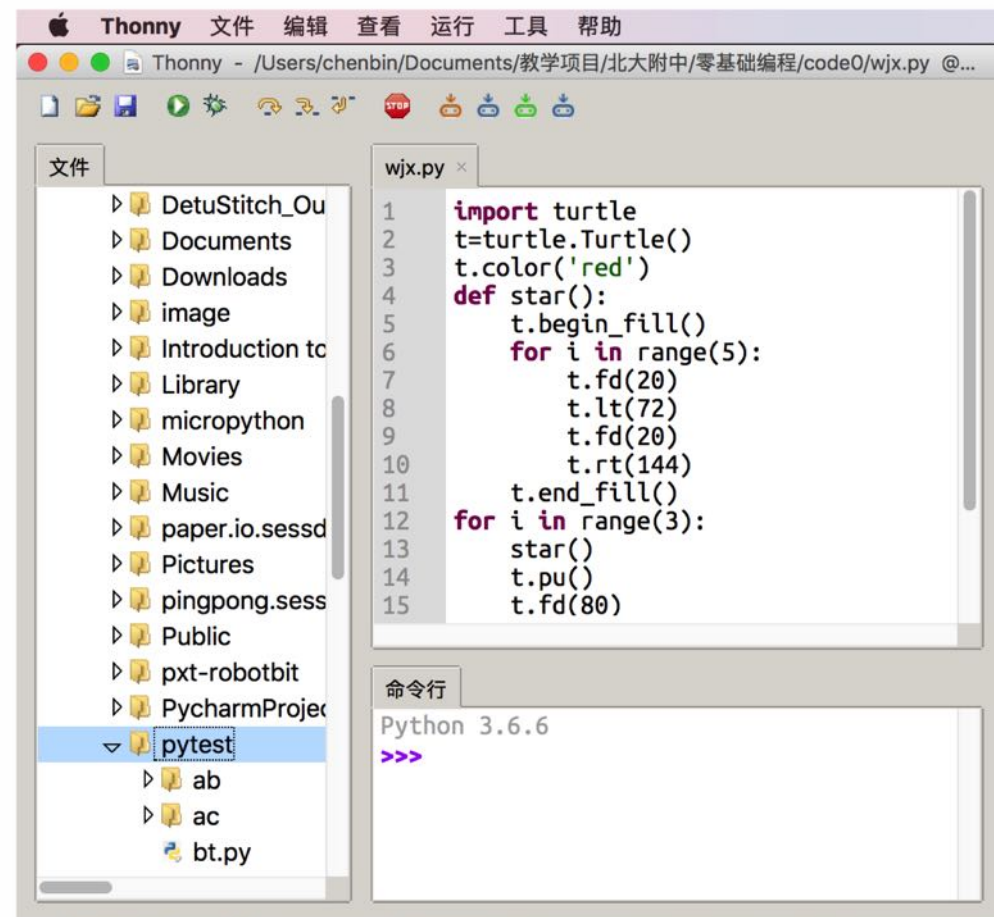 Thonny 文件 编辑 查看 运行 工具 帮助
Thonny - /Users/chenbin/Documents/教学项目/北大附中/零基础编程/code0/wjx.py @...
STOP
文件
DetuStitch_Ou
Documents
Downloads
image
Introduction to
Library
micropython
Movies
Music
paper.io.sessd
Pictures
pingpong.sess
Public
pxt-robotbit
PycharmProjec
pytest
ab
ac
bt.py
wjx.py ×
1 import turtle
2 t=turtle.Turtle()
3 t.color('red')
4 def star():
5     t.begin_fill()
6     for i in range(5):
7         t.fd(20)
8         t.lt(72)
9         t.fd(20)
10         t.rt(144)
11     t.end_fill()
12 for i in range(3):
13     star()
14     t.pu()
15     t.fd(80)
命令行
Python 3.6.6
>>>